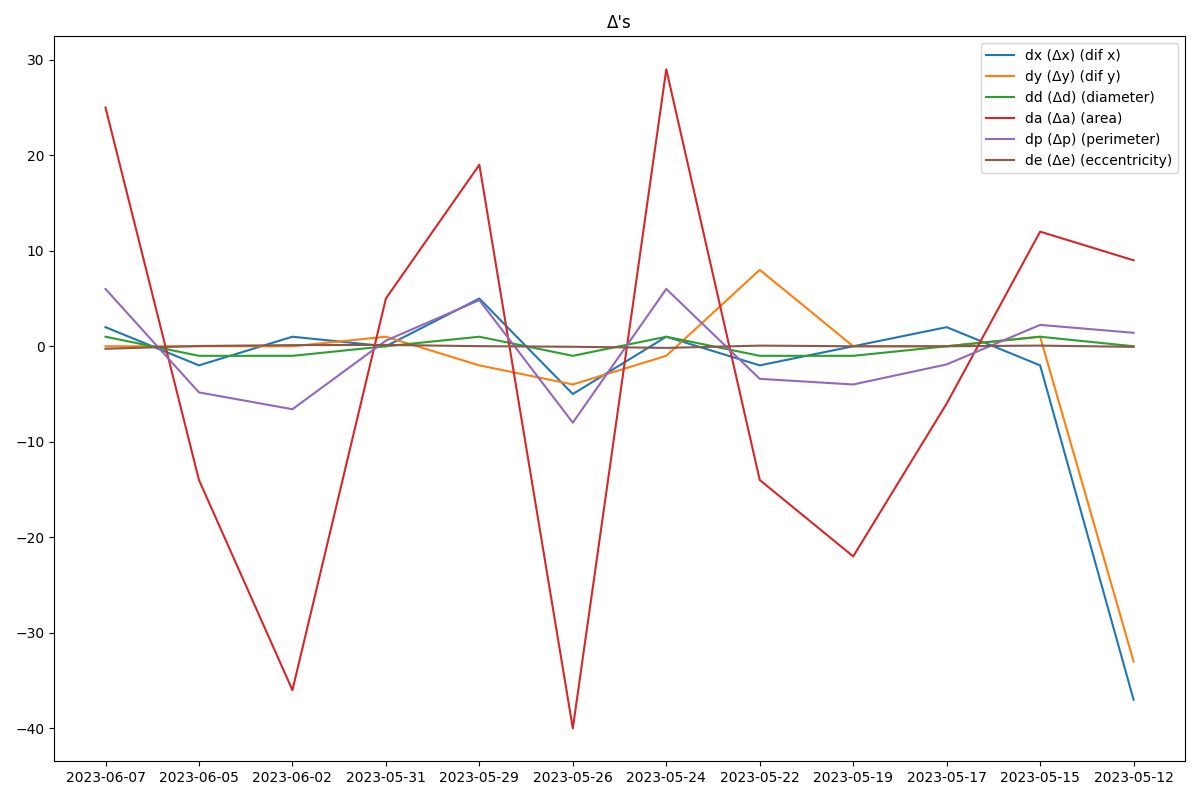 Δ's
dx (Δx) (dif x)
dy (Δy) (dif y)
dd (Δd) (diameter)
da (Δa) (area)
dp (Δp) (perimeter)
de (Δe) (eccentricity)
30
20
10
0
−10
−20
−30
−40
2023-06-07 2023-06-05 2023-06-02 2023-05-31 2023-05-29 2023-05-26 2023-05-24 2023-05-22 2023-05-19 2023-05-17 2023-05-15 2023-05-12